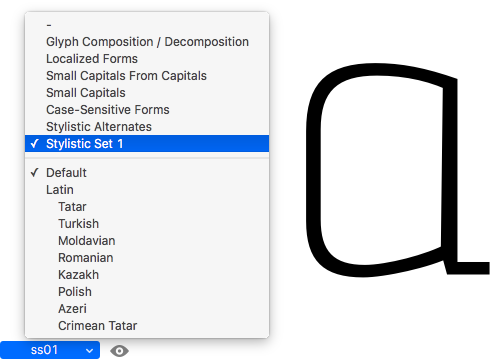 -
Glyph Composition / Decomposition
Localized Forms
Small Capitals From Capitals
Small Capitals
Case-Sensitive Forms
Stylistic Alternates
✓ Stylistic Set 1
✓ Default
Latin
Tatar
Turkish
Moldavian
Romanian
Kazakh
Polish
Azeri
Crimean Tatar
ss01
a